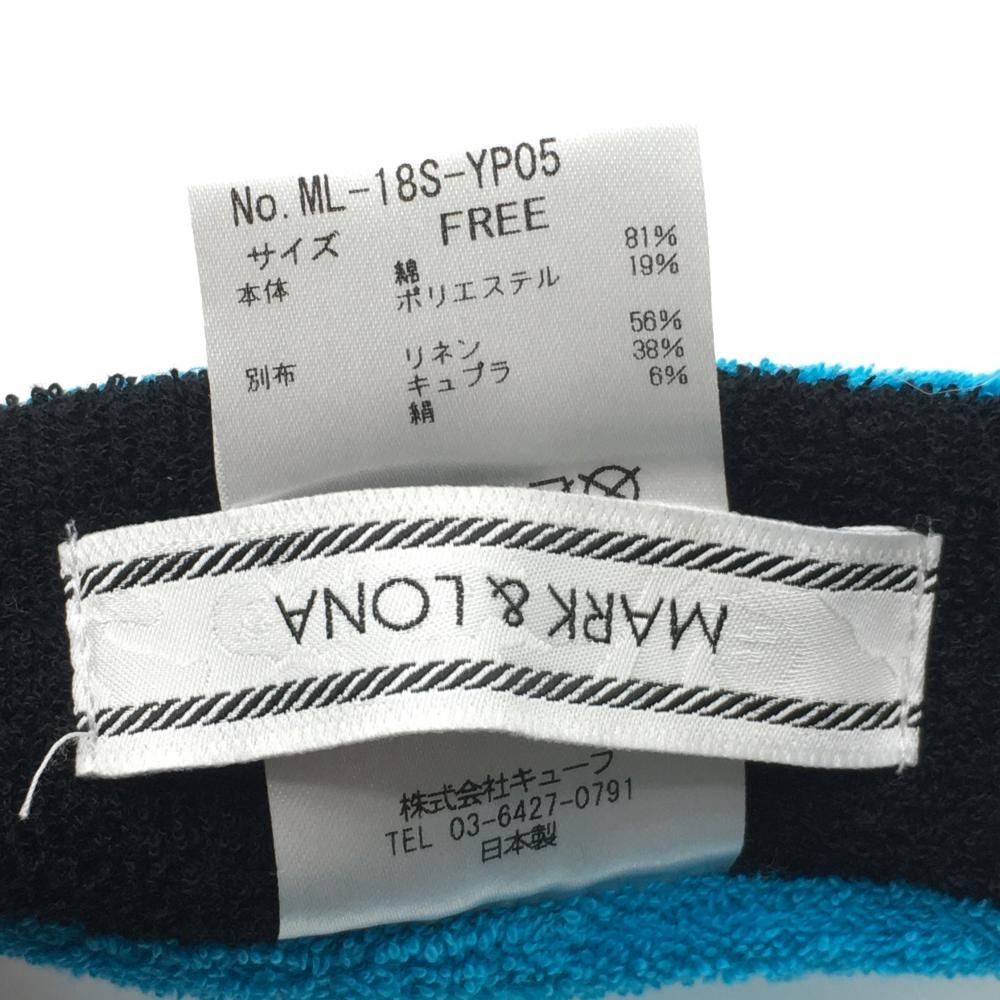 No. ML-18S-YP05
サイズ FREE
本体 綿 81%
ポリエステル 19%
別布 リネン 56%
キュプラ 38%
絹 6%
MARK & LONA
株式会社キューブ
TEL 03-6427-0791
日本製